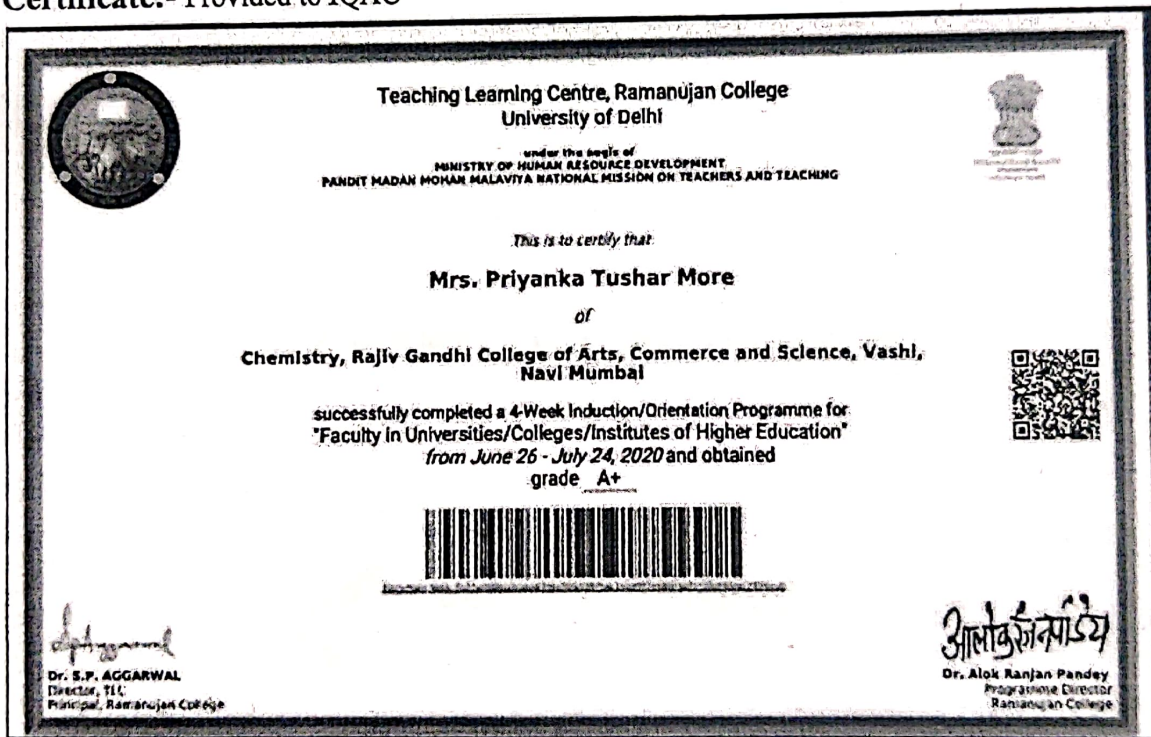 Certificate:- Provided to IQAC
Teaching Learning Centre, Ramanujan College
University of Delhi
under the aegis of
MINISTRY OF HUMAN RESOURCE DEVELOPMENT
PANDIT MADAN MOHAN MALAVIYA NATIONAL MISSION ON TEACHERS AND TEACHING
This is to certify that
Mrs. Priyanka Tushar More
of
Chemistry, Rajiv Gandhi College of Arts, Commerce and Science, Vashi,
Navi Mumbai
successfully completed a 4-Week Induction/Orientation Programme for
"Faculty in Universities/Colleges/Institutes of Higher Education"
from June 26 - July 24, 2020 and obtained
grade A+
आलोक रंजन पांडेय
Dr. S.P. AGGARWAL
Director, TLC
Principal, Ramanujan College
Dr. Alok Ranjan Pandey
Programme Director
Ramanujan College